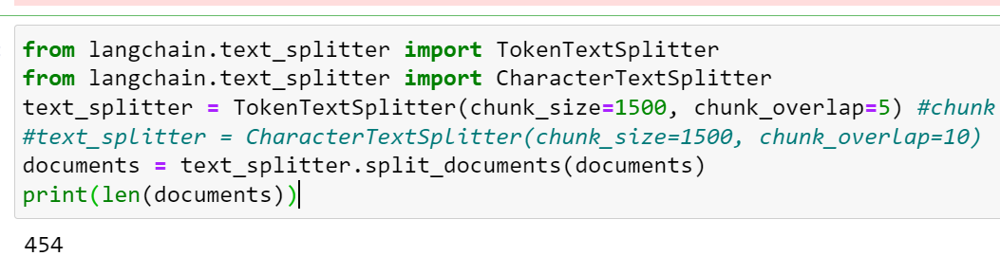 from langchain.text_splitter import TokenTextSplitter
from langchain.text_splitter import CharacterTextSplitter
text_splitter = TokenTextSplitter(chunk_size=1500, chunk_overlap=5) #chunk
#text_splitter = CharacterTextSplitter(chunk_size=1500, chunk_overlap=10)
documents = text_splitter.split_documents(documents)
print(len(documents))
454